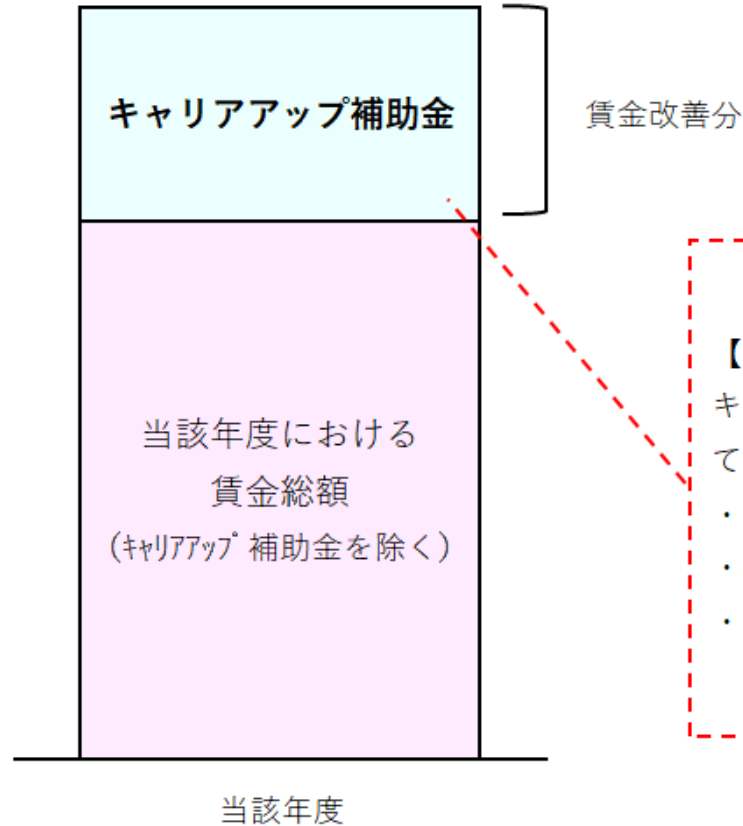 キャリアアップ補助金
賃金改善分
【
キ
て
・
・
・
当該年度における
賃金総額
(ｷｬﾘｱｱｯﾌﾟ補助金を除く)
当該年度